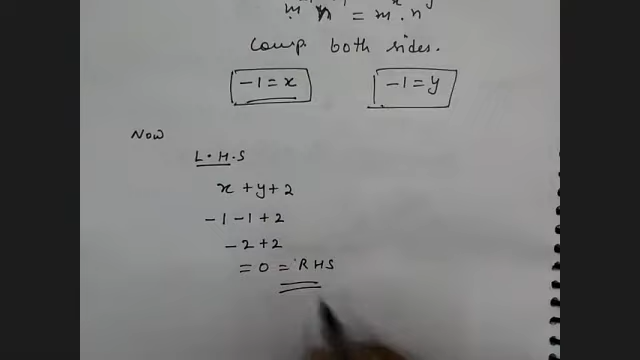 m n = m^x . n^y
Comp. both sides.
-1 = x -1 = y
Now
L.H.S
x + y + 2
-1 -1 + 2
-2 + 2
= 0 = RHS